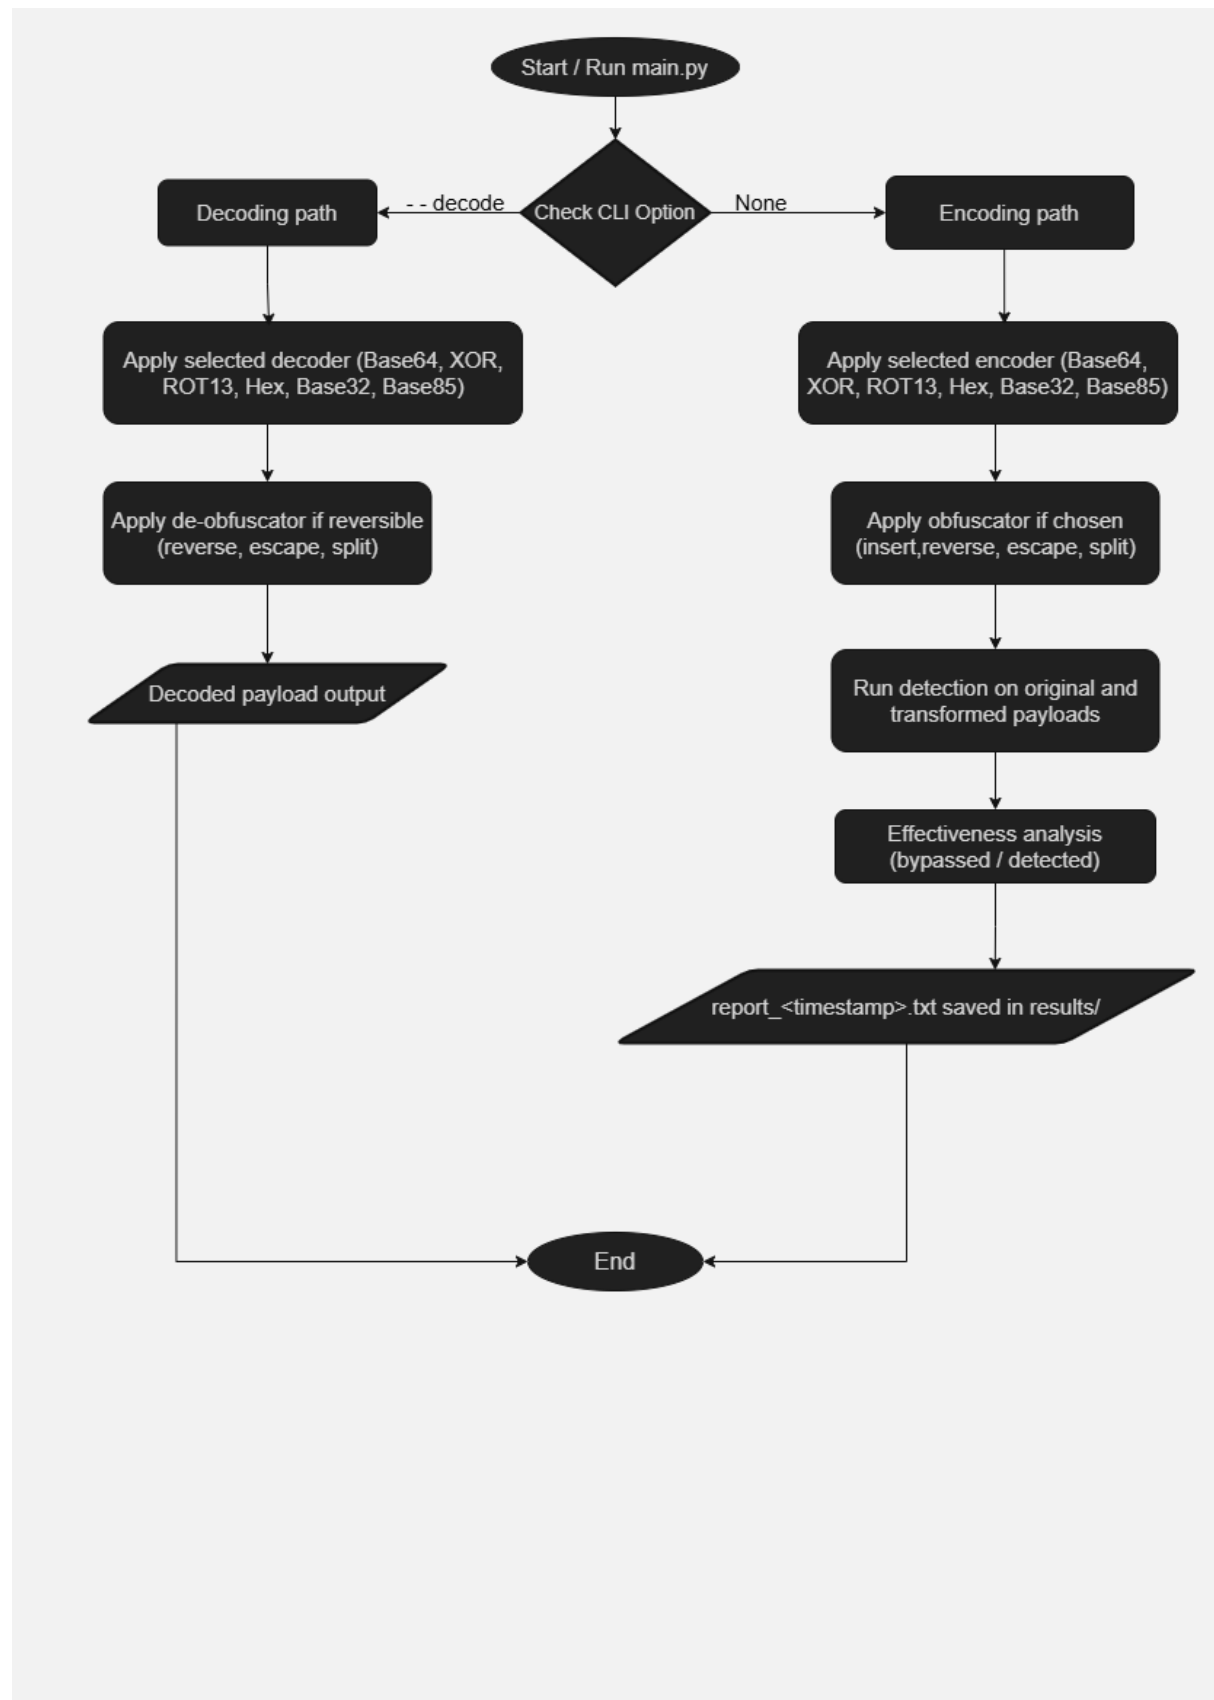 Start / Run main.py
- - decode
Check CLI Option
None
Decoding path
Encoding path
Apply selected decoder (Base64, XOR,
ROT13, Hex, Base32, Base85)
Apply selected encoder (Base64,
XOR, ROT13, Hex, Base32, Base85)
Apply de-obfuscator if reversible
(reverse, escape, split)
Apply obfuscator if chosen
(insert,reverse, escape, split)
Decoded payload output
Run detection on original and
transformed payloads
Effectiveness analysis
(bypassed / detected)
report_<timestamp>.txt saved in results/
End